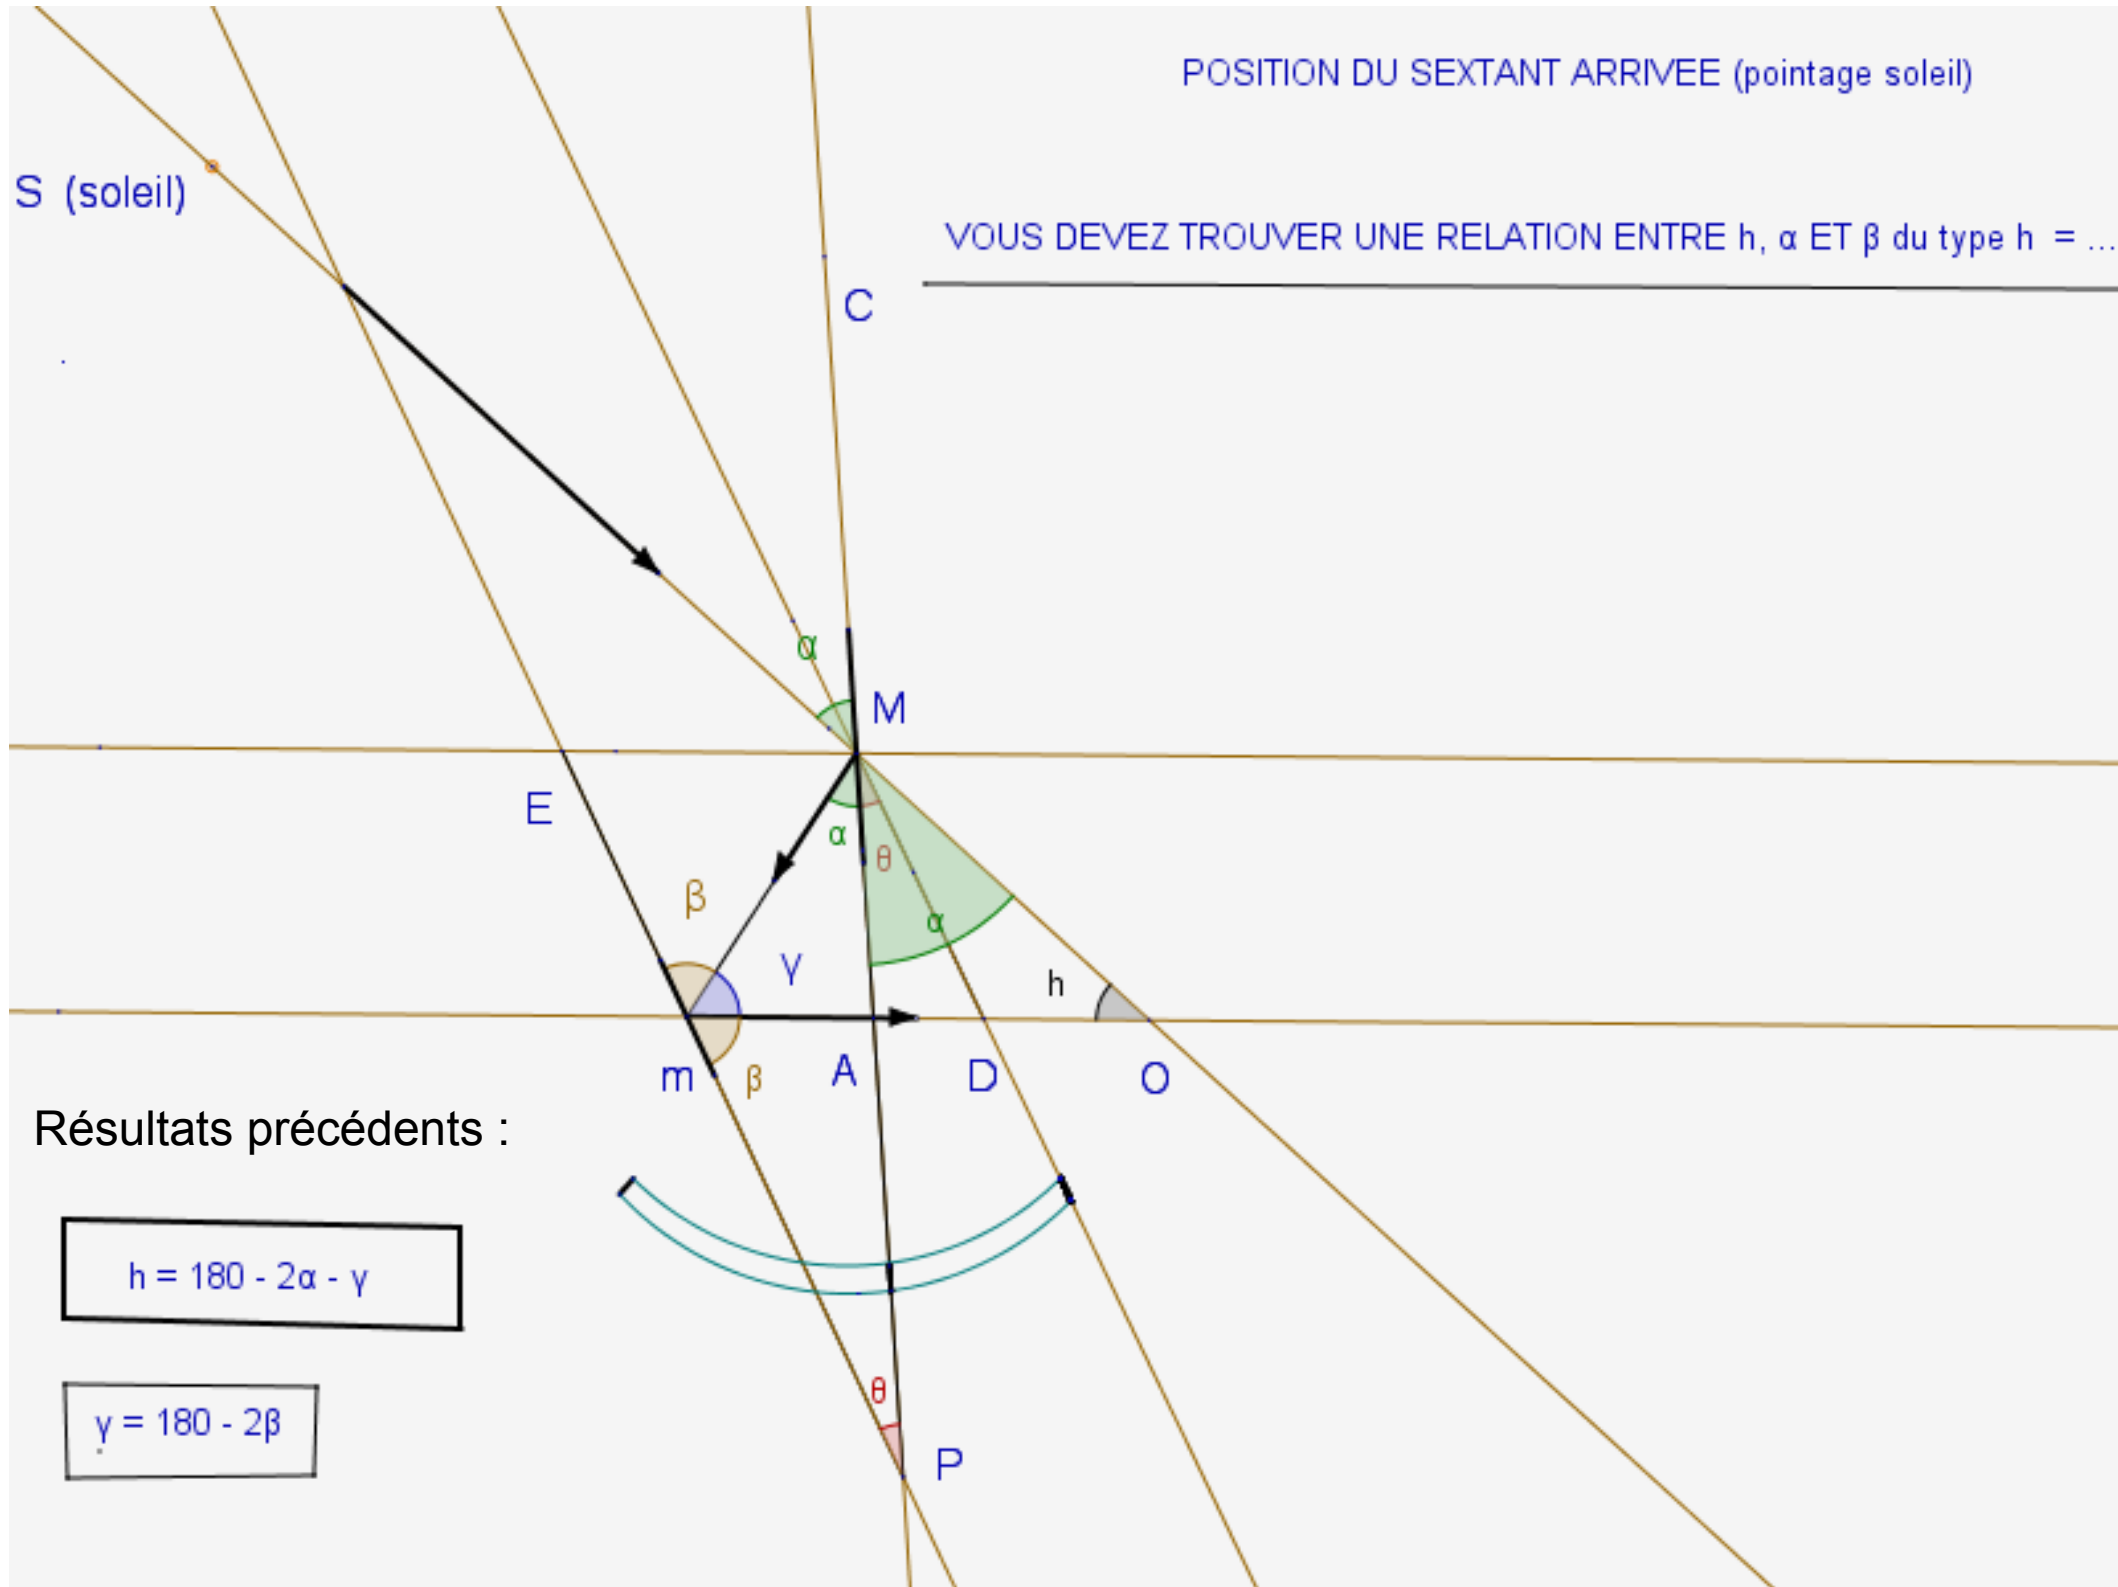 POSITION DU SEXTANT ARRIVEE (pointage soleil)
S (soleil)
VOUS DEVEZ TROUVER UNE RELATION ENTRE h, α ET β du type h = ...
C
α
M
E
α
θ
β
α
γ
h
m
β
A
D
O
Résultats précédents :
h = 180 - 2α - γ
θ
γ = 180 - 2β
P